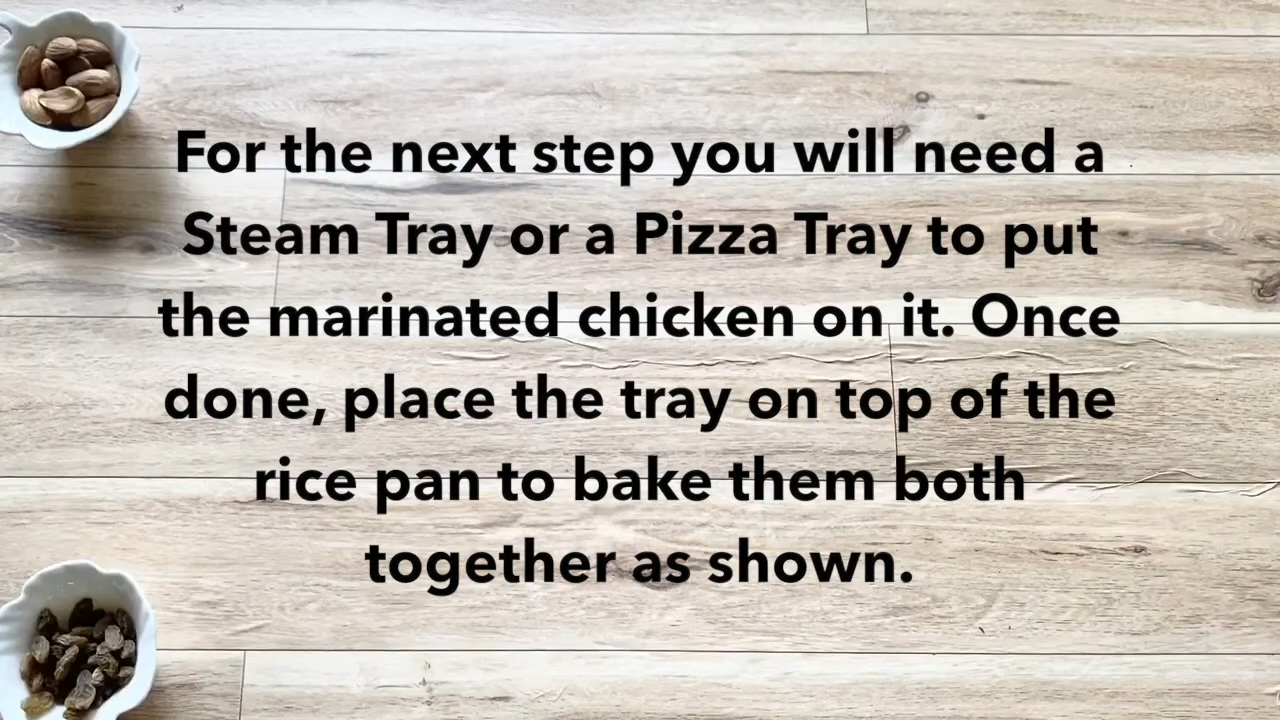 For the next step you will need a
Steam Tray or a Pizza Tray to put
the marinated chicken on it. Once
done, place the tray on top of the
rice pan to bake them both
together as shown.